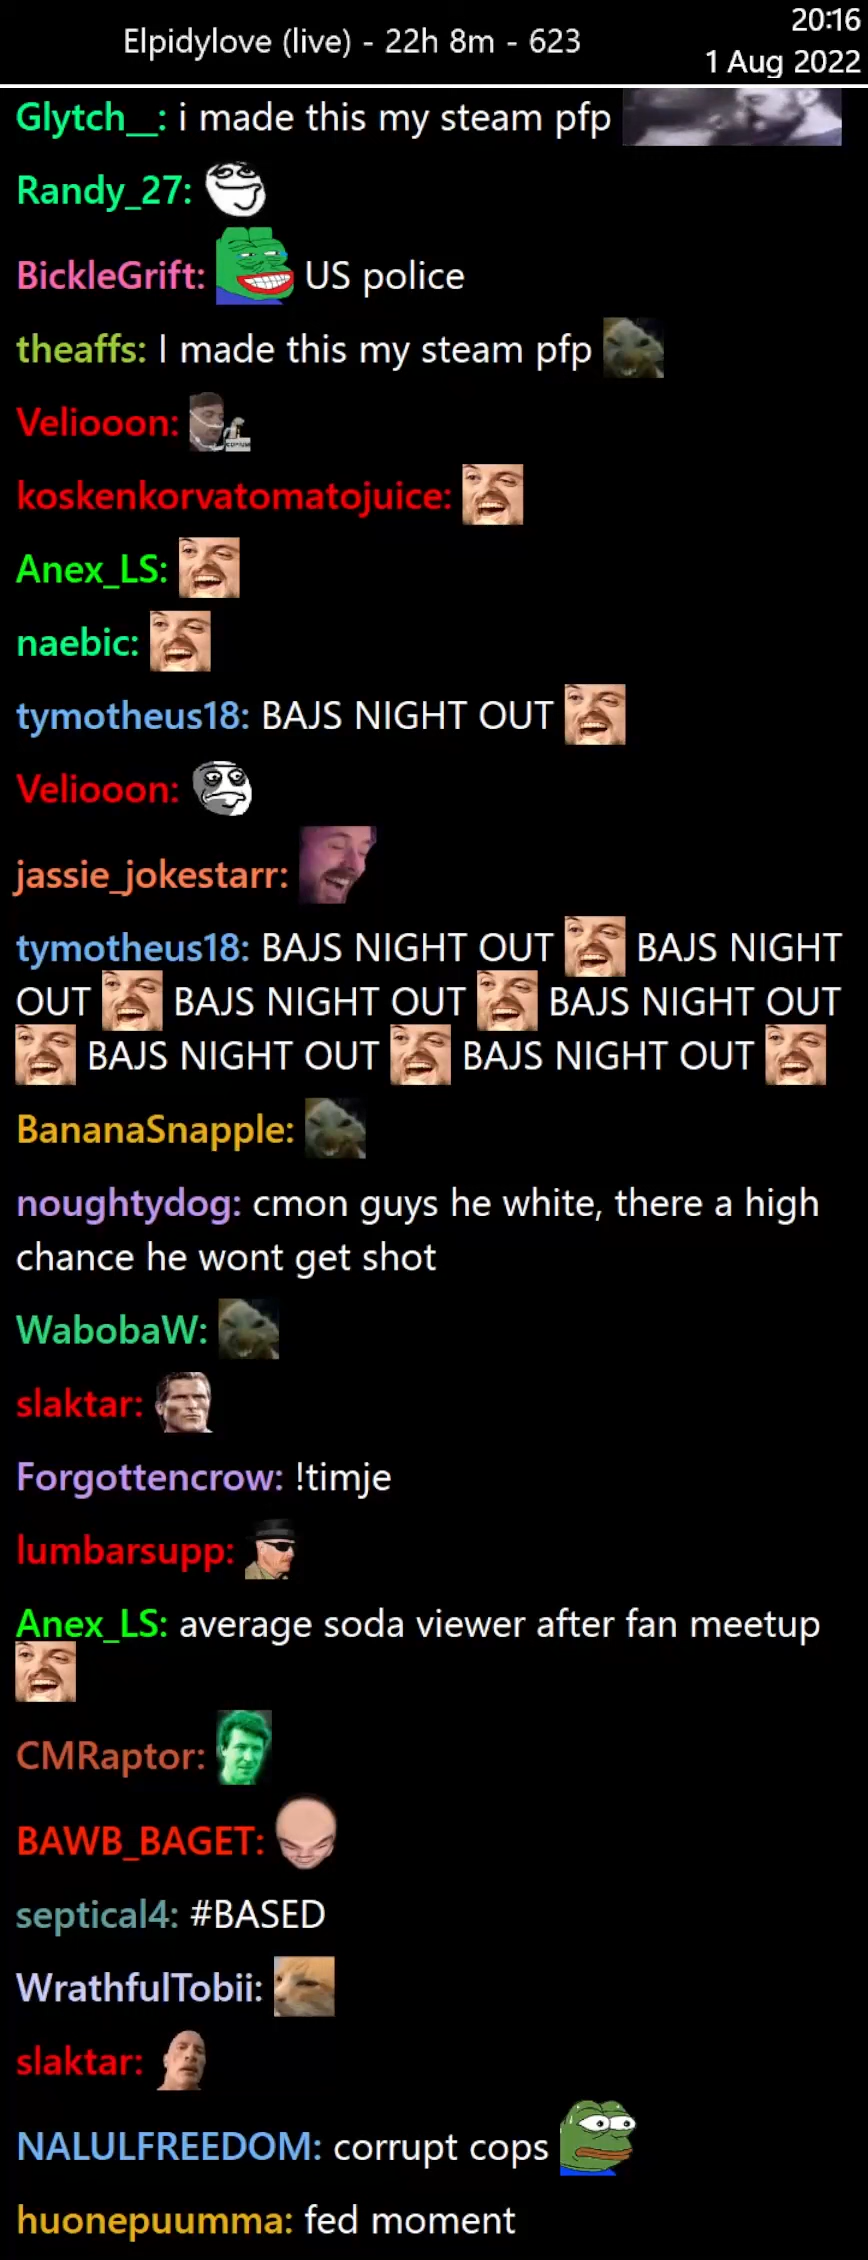 Elpidylove (live) - 22h 8m - 623
20:16
1 Aug 2022
Glytch__: i made this my steam pfp
Randy_27:
BickleGrift: US police
theaffs: I made this my steam pfp
Veliooon:
koskenkorvatomatojuice:
Anex_LS:
naebic:
tymotheus18: BAJS NIGHT OUT
Veliooon:
jassie_jokestarr:
tymotheus18: BAJS NIGHT OUT BAJS NIGHT
OUT BAJS NIGHT OUT BAJS NIGHT OUT
BAJS NIGHT OUT BAJS NIGHT OUT
BananaSnapple:
noughtydog: cmon guys he white, there a high
chance he wont get shot
WabobaW:
slaktar:
Forgottencrow: !timje
lumbarsupp:
Anex_LS: average soda viewer after fan meetup
CMRaptor:
BAWB_BAGET:
septical4: #BASED
WrathfulTobii:
slaktar:
NALULFREEDOM: corrupt cops
huonepuumma: fed moment